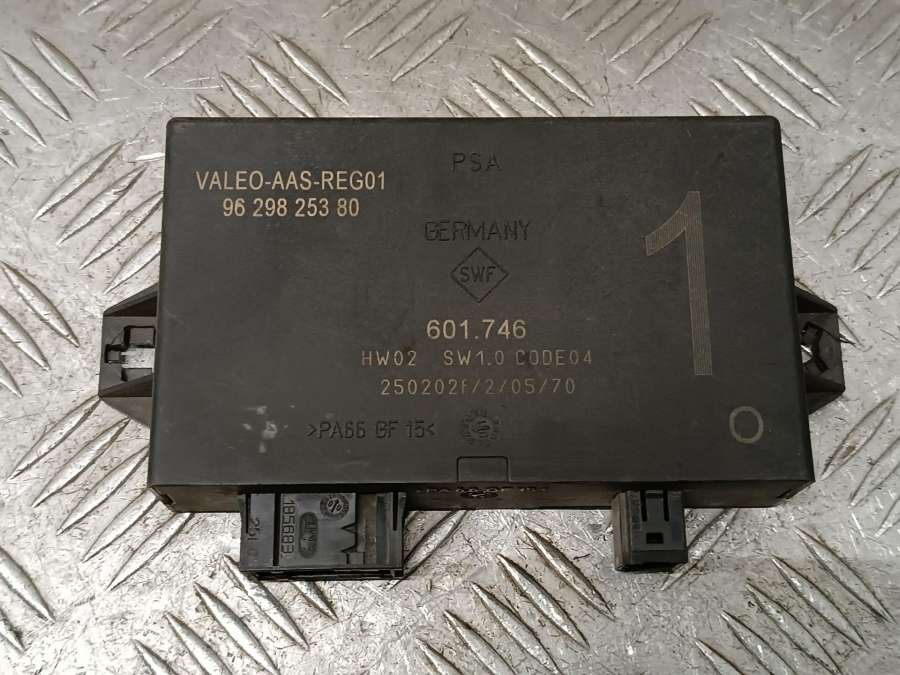 PSA
VALEO-AAS-REG01
96 298 253 80
GERMANY
SWF
1
601.746
HW02 SW1.0 CODE04
250202F/2/05/70
>PA66 GF 15<
O
185683